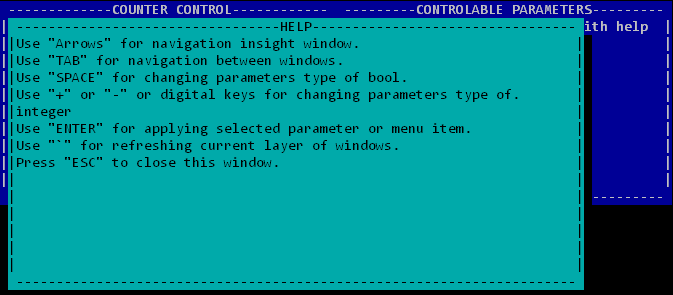 COUNTER CONTROL
CONTROLABLE PARAMETERS
HELP
ith help
Use "Arrows" for navigation insight window.
Use "TAB" for navigation between windows.
Use "SPACE" for changing parameters type of bool.
Use "+" or "-" or digital keys for changing parameters type of.
integer
Use "ENTER" for applying selected parameter or menu item.
Use "`" for refreshing current layer of windows.
Press "ESC" to close this window.